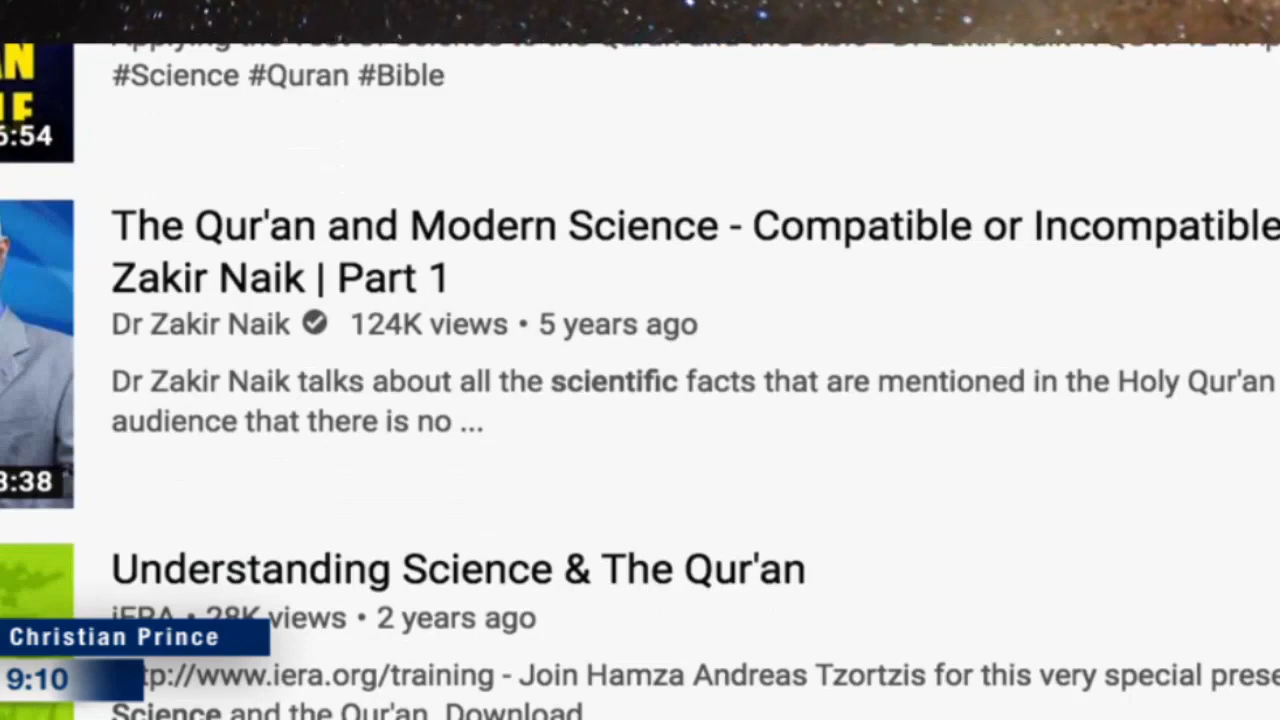 #Science #Quran #Bible
6:54
The Qur'an and Modern Science - Compatible or Incompatible
Zakir Naik | Part 1
Dr Zakir Naik 124K views • 5 years ago
Dr Zakir Naik talks about all the scientific facts that are mentioned in the Holy Qur'an
audience that there is no ...
3:38
Understanding Science & The Qur'an
iERA • 28K views • 2 years ago
Christian Prince
9:10
tp://www.iera.org/training - Join Hamza Andreas Tzortzis for this very special prese
Science and the Qur'an. Download